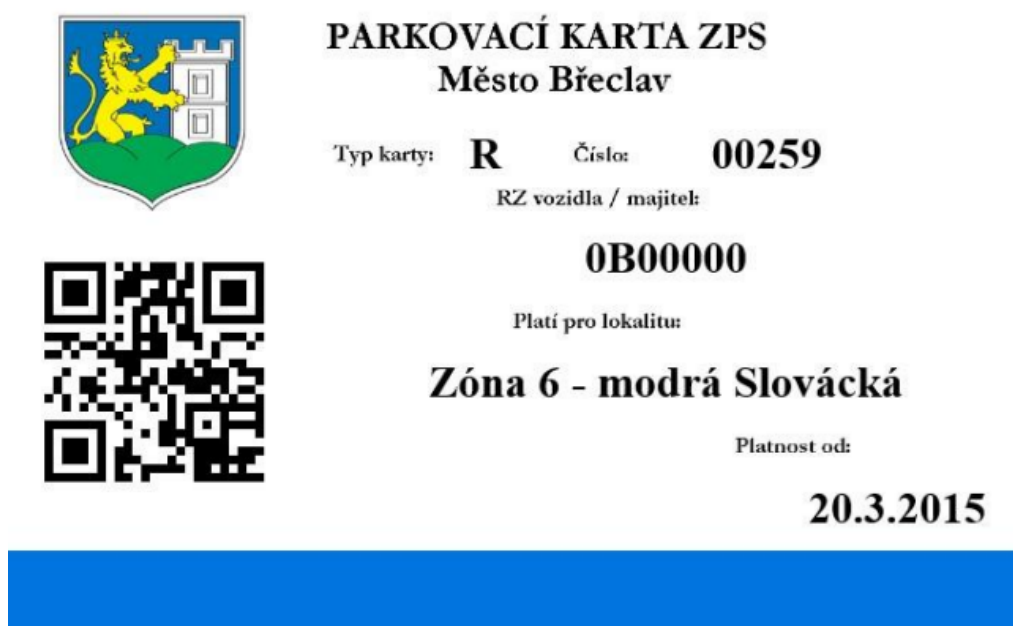 PARKOVACÍ KARTA ZPS
Město Břeclav
Typ karty: R Číslo: 00259
RZ vozidla / majitel:
0B00000
Platí pro lokalitu:
Zóna 6 - modrá Slovácká
Platnost od:
20.3.2015